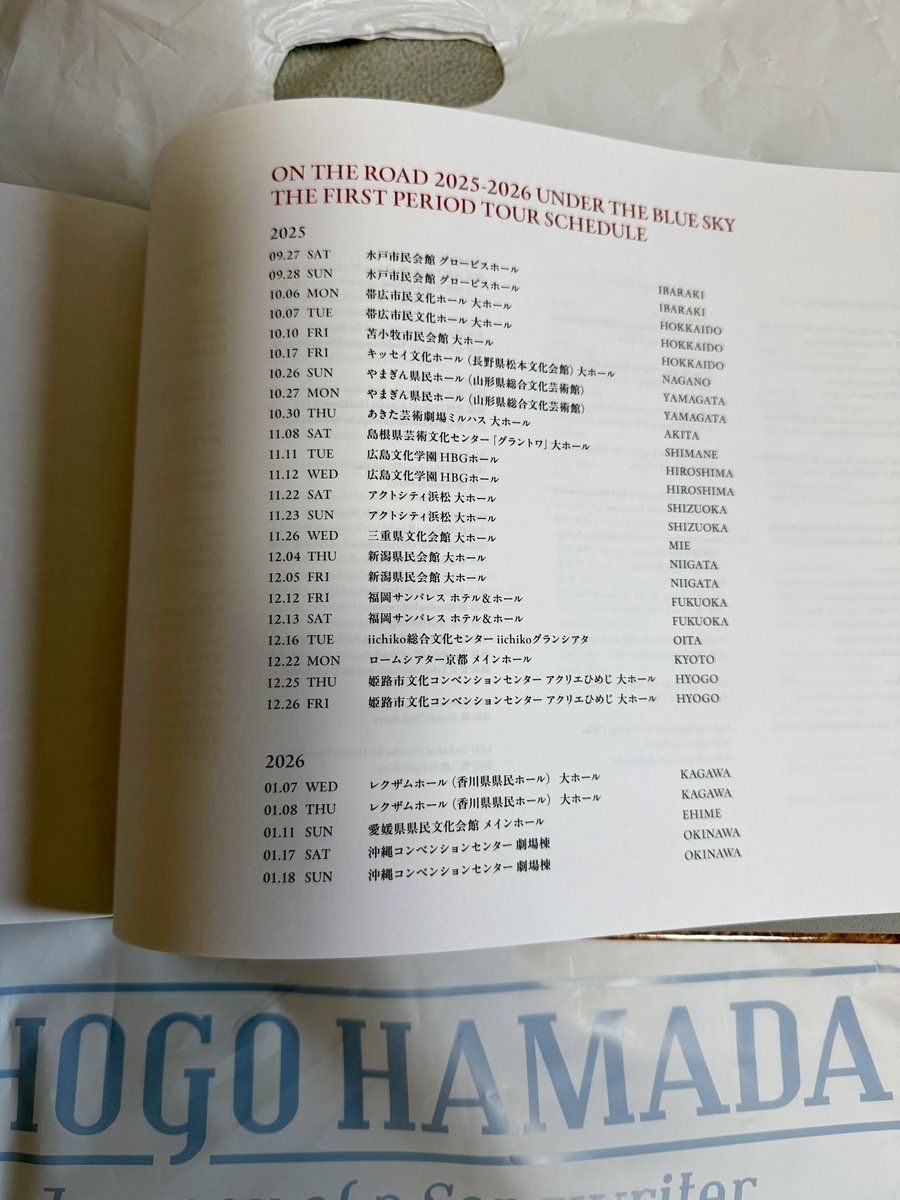 ON THE ROAD 2025-2026 UNDER THE BLUE SKY
THE FIRST PERIOD TOUR SCHEDULE
2025
09.27 SAT 水戸市民会館 グロービスホール IBARAKI
09.28 SUN 水戸市民会館 グロービスホール IBARAKI
10.06 MON 帯広市民文化ホール 大ホール HOKKAIDO
10.07 TUE 帯広市民文化ホール 大ホール HOKKAIDO
10.10 FRI 苫小牧市民会館 大ホール HOKKAIDO
10.17 FRI キッセイ文化ホール（長野県松本文化会館）大ホール NAGANO
10.26 SUN やまぎん県民ホール（山形県総合文化芸術館） YAMAGATA
10.27 MON やまぎん県民ホール（山形県総合文化芸術館） YAMAGATA
10.30 THU あきた芸術劇場ミルハス 大ホール AKITA
11.08 SAT 島根県芸術文化センター「グラントワ」大ホール SHIMANE
11.11 TUE 広島文化学園 HBGホール HIROSHIMA
11.12 WED 広島文化学園 HBGホール HIROSHIMA
11.22 SAT アクトシティ浜松 大ホール SHIZUOKA
11.23 SUN アクトシティ浜松 大ホール SHIZUOKA
11.26 WED 三重県文化会館 大ホール MIE
12.04 THU 新潟県民会館 大ホール NIIGATA
12.05 FRI 新潟県民会館 大ホール NIIGATA
12.12 FRI 福岡サンパレス ホテル&ホール FUKUOKA
12.13 SAT 福岡サンパレス ホテル&ホール FUKUOKA
12.16 TUE iichiko総合文化センター iichikoグランシアタ OITA
12.22 MON ロームシアター京都 メインホール KYOTO
12.25 THU 姫路市文化コンベンションセンター アクリエひめじ 大ホール HYOGO
12.26 FRI 姫路市文化コンベンションセンター アクリエひめじ 大ホール HYOGO
2026
01.07 WED レクザムホール（香川県県民ホール） 大ホール KAGAWA
01.08 THU レクザムホール（香川県県民ホール） 大ホール KAGAWA
01.11 SUN 愛媛県県民文化会館 メインホール EHIME
01.17 SAT 沖縄コンベンションセンター 劇場棟 OKINAWA
01.18 SUN 沖縄コンベンションセンター 劇場棟 OKINAWA
HOGO HAMADA
Journey of a Songwriter